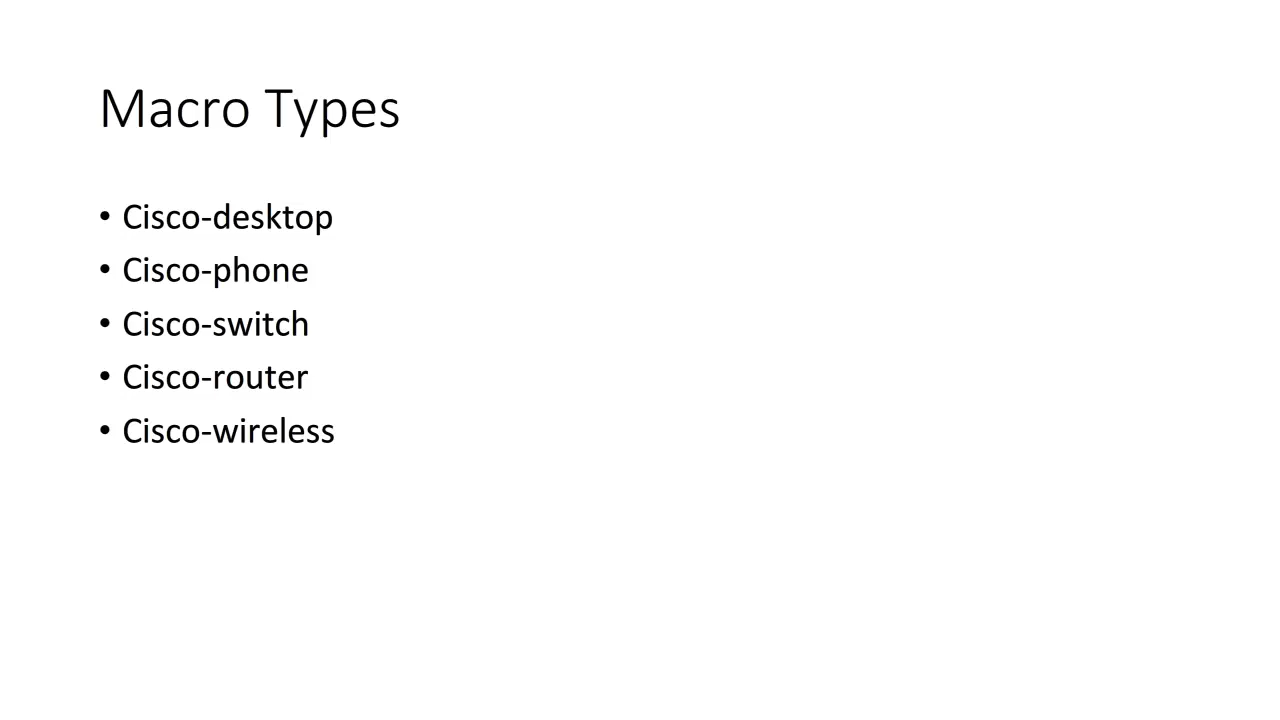 Macro Types
• Cisco-desktop
• Cisco-phone
• Cisco-switch
• Cisco-router
• Cisco-wireless